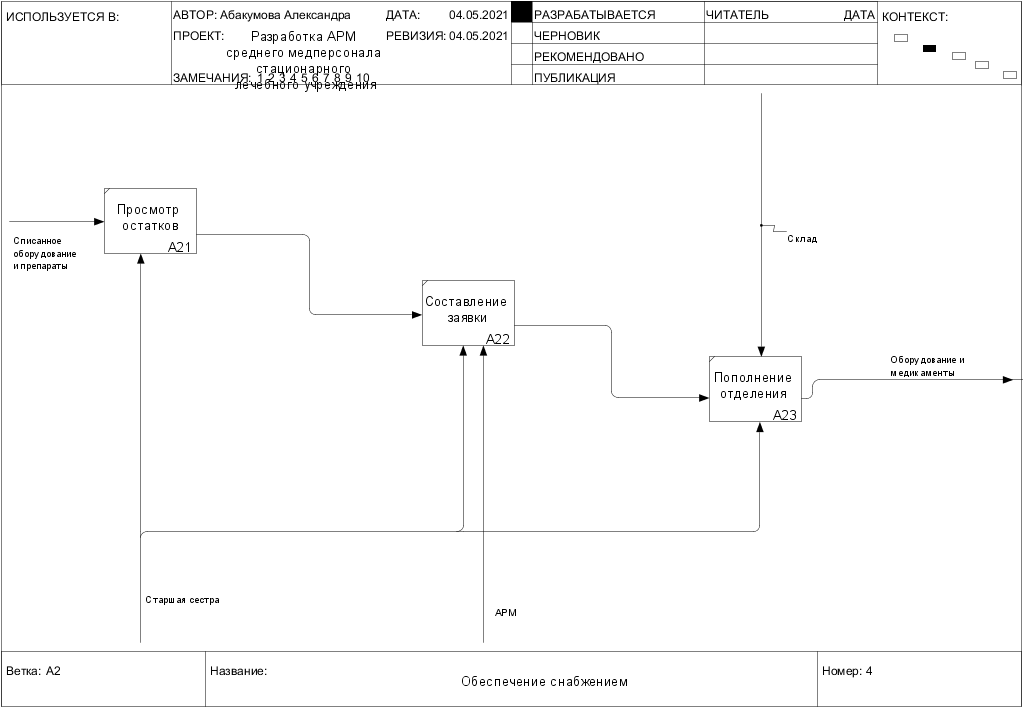 ИСПОЛЬЗУЕТСЯ В:
АВТОР: Абакумова Александра
ДАТА: 04.05.2021
ПРОЕКТ: Разработка АРМ
среднего медперсонала
стационарного
лечебного учреждения
РЕВИЗИЯ: 04.05.2021
ЗАМЕЧАНИЯ: 1 2 3 4 5 6 7 8 9 10
РАЗРАБАТЫВАЕТСЯ
ЧЕРНОВИК
РЕКОМЕНДОВАНО
ПУБЛИКАЦИЯ
ЧИТАТЕЛЬ ДАТА
КОНТЕКСТ:
Просмотр
остатков
A21
Списанное
оборудование
и препараты
Склад
Составление
заявки
A22
Оборудование и
медикаменты
Пополнение
отделения
A23
Старшая сестра
АРМ
Ветка: A2
Название:
Обеспечение снабжением
Номер: 4